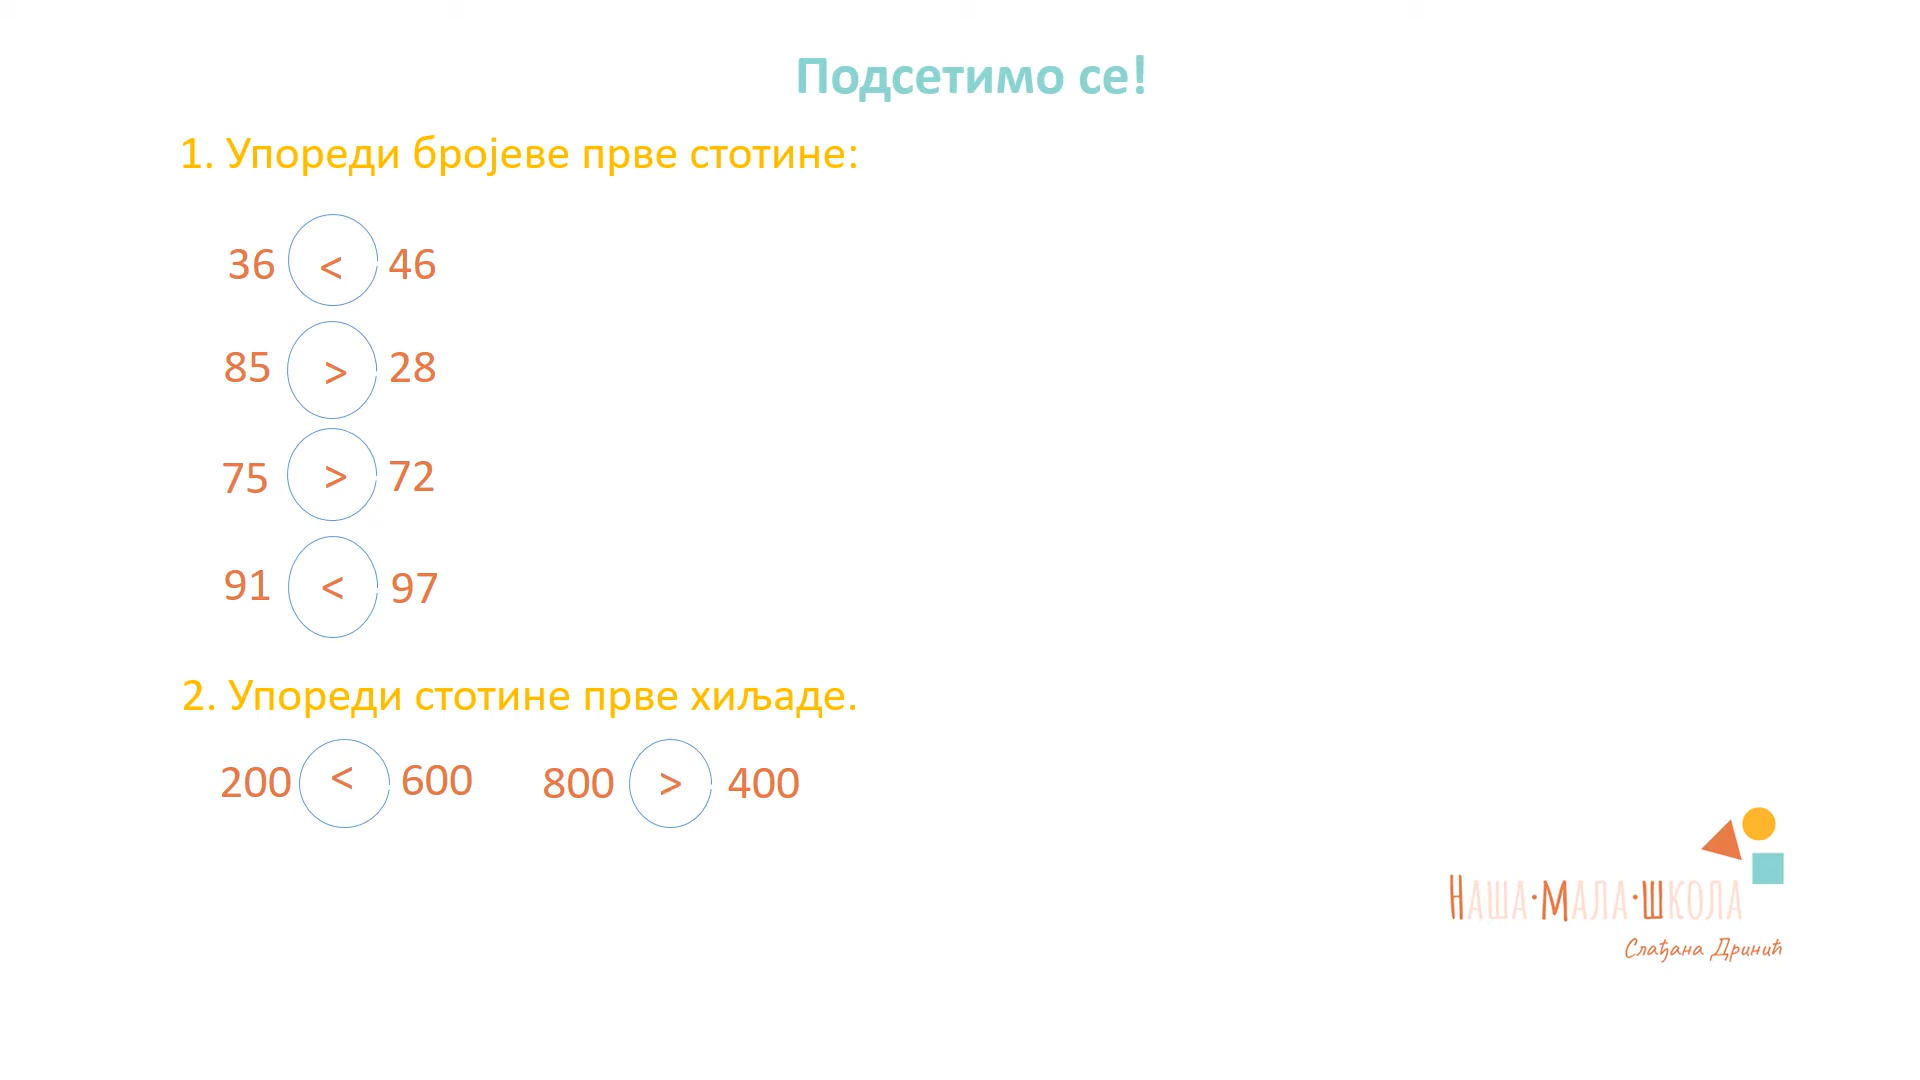 Подсетимо се!
1. Упореди бројеве прве стотине:
36 < 46
85 > 28
75 > 72
91 < 97
2. Упореди стотине прве хиљаде.
200 < 600 800 > 400
НАША·МАЛА·ШКОЛА
Слађана Дринић